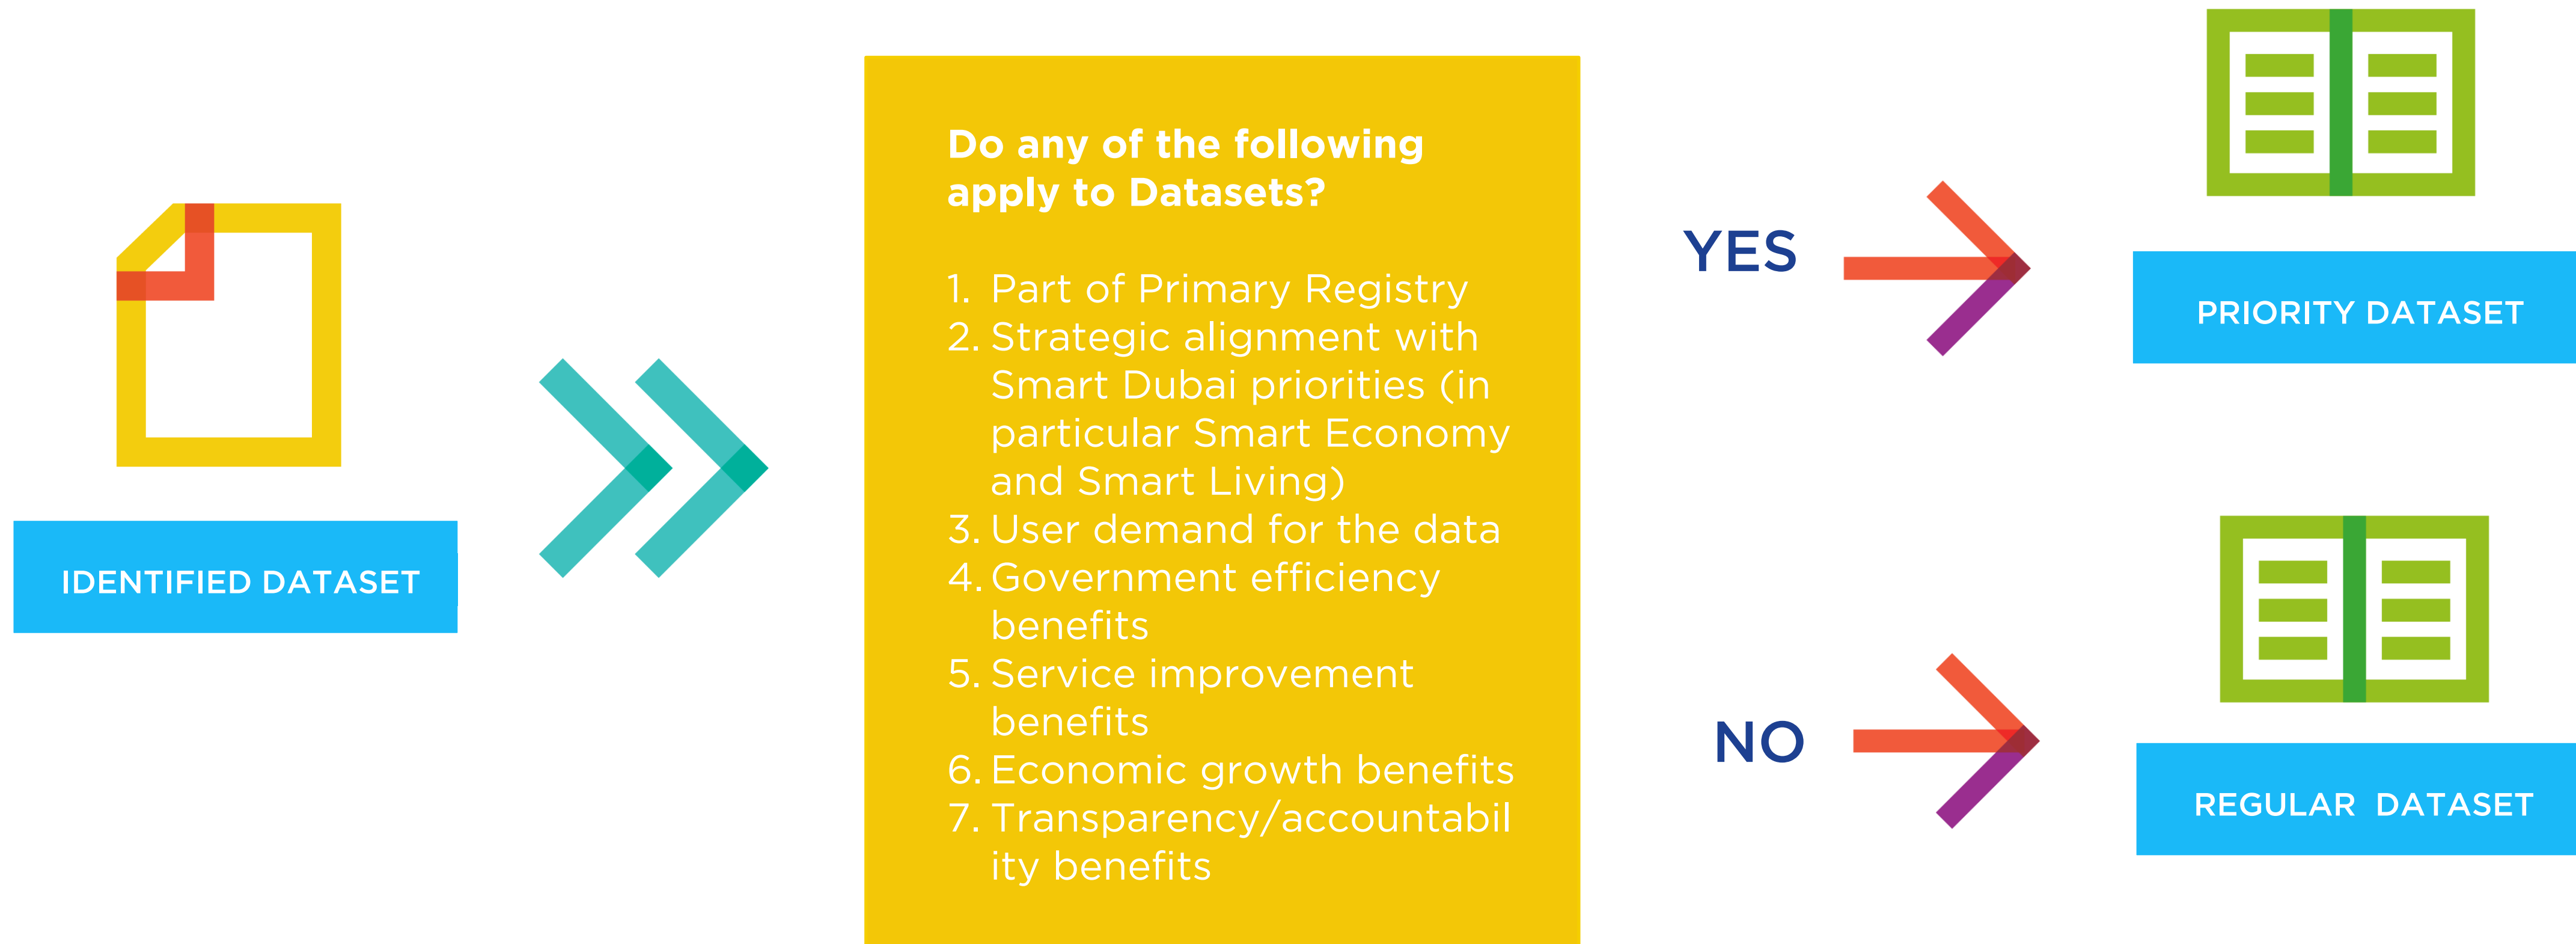 IDENTIFIED DATASET
Do any of the following
apply to Datasets?
1. Part of Primary Registry
2. Strategic alignment with
Smart Dubai priorities (in
particular Smart Economy
and Smart Living)
3. User demand for the data
4. Government efficiency
benefits
5. Service improvement
benefits
6. Economic growth benefits
7. Transparency/accountabil
ity benefits
YES
PRIORITY DATASET
NO
REGULAR DATASET